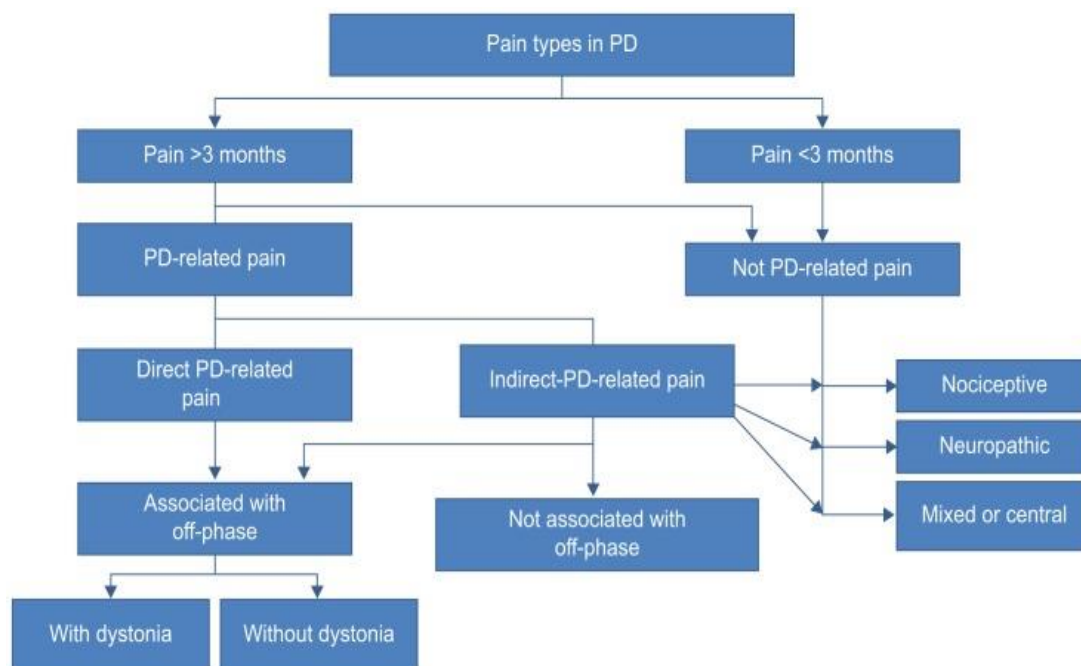 Pain types in PD
Pain >3 months
Pain <3 months
PD-related pain
Not PD-related pain
Direct PD-related
pain
Indirect-PD-related pain
Nociceptive
Neuropathic
Mixed or central
Associated with
off-phase
Not associated with
off-phase
With dystonia
Without dystonia